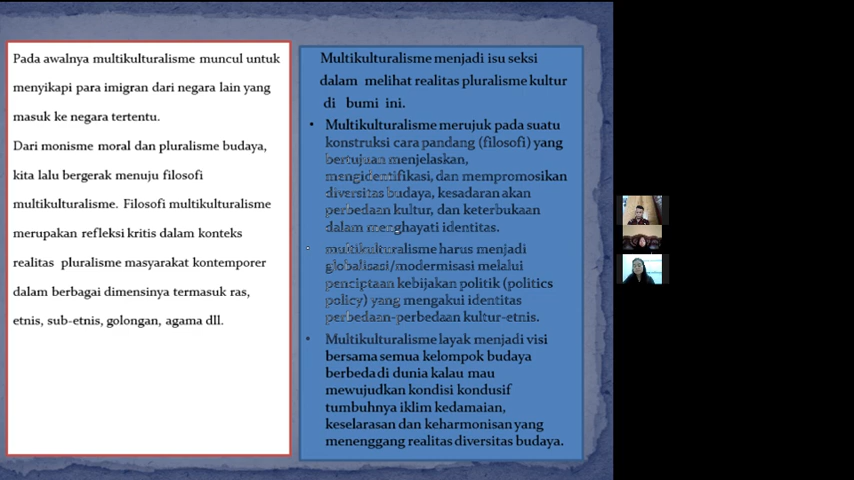 Pada awalnya multikulturalisme muncul untuk
menyikapi para imigran dari negara lain yang
masuk ke negara tertentu.
Dari monisme moral dan pluralisme budaya,
kita lalu bergerak menuju filosofi
multikulturalisme. Filosofi multikulturalisme
merupakan refleksi kritis dalam konteks
realitas pluralisme masyarakat kontemporer
dalam berbagai dimensinya termasuk ras,
etnis, sub-etnis, golongan, agama dll.
Multikulturalisme menjadi isu seksi
dalam melihat realitas pluralisme kultur
di bumi ini.
• Multikulturalisme merujuk pada suatu
konstruksi cara pandang (filosofi) yang
bertujuan menjelaskan,
mengidentifikasi, dan mempromosikan
diversitas budaya, kesadaran akan
perbedaan kultur, dan keterbukaan
dalam menghayati identitas.
• multikulturalisme harus menjadi
globalisasi/modernisasi melalui
penciptaan kebijakan politik (politics
policy) yang mengakui identitas
perbedaan-perbedaan kultur-etnis.
• Multikulturalisme layak menjadi visi
bersama semua kelompok budaya
berbeda di dunia kalau mau
mewujudkan kondisi kondusif
tumbuhnya iklim kedamaian,
keselarasan dan keharmonisan yang
menenggang realitas diversitas budaya.